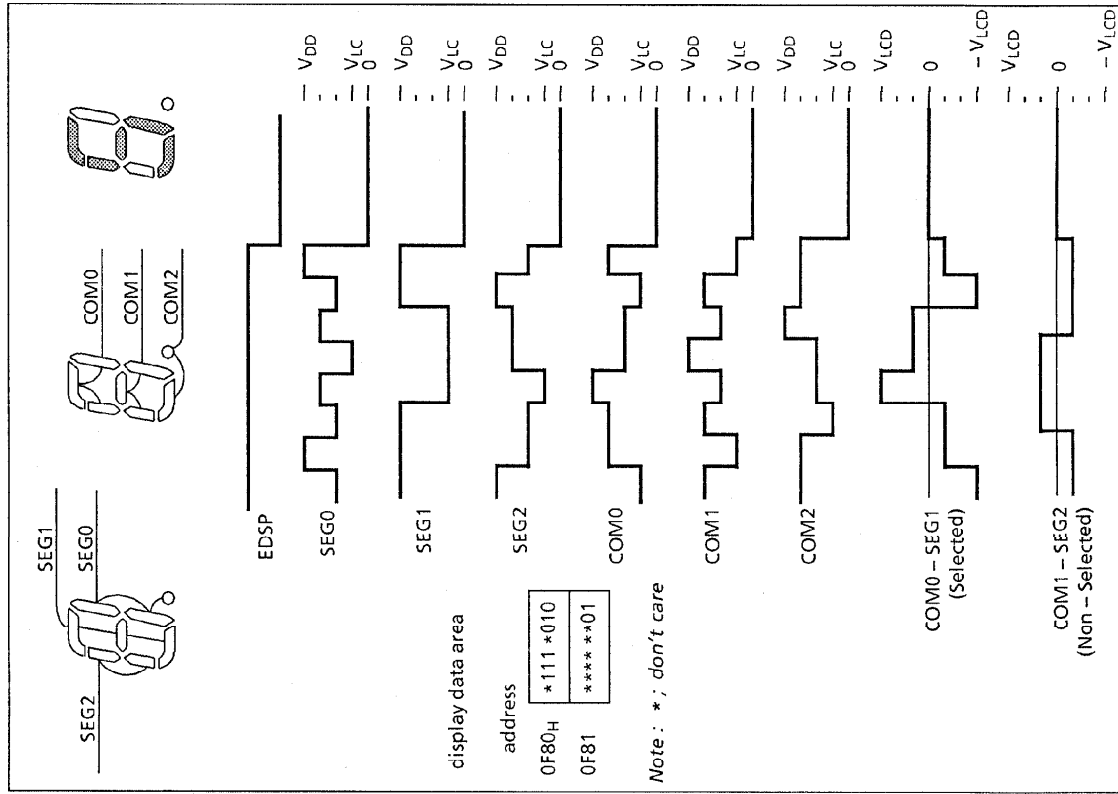 SEG1
SEG0
SEG2
COM0
COM1
COM2
display data area
address
0F80H *111 *010
0F81 **** **01
Note : * ; don't care
EDSP
SEG0
VDD
VLC
0
SEG1
VDD
VLC
0
SEG2
VDD
VLC
0
COM0
VDD
VLC
0
COM1
VDD
VLC
0
COM2
VDD
VLC
0
COM0 – SEG1
(Selected)
VLCD
0
– VLCD
COM1 – SEG2
(Non – Selected)
VLCD
0
– VLCD